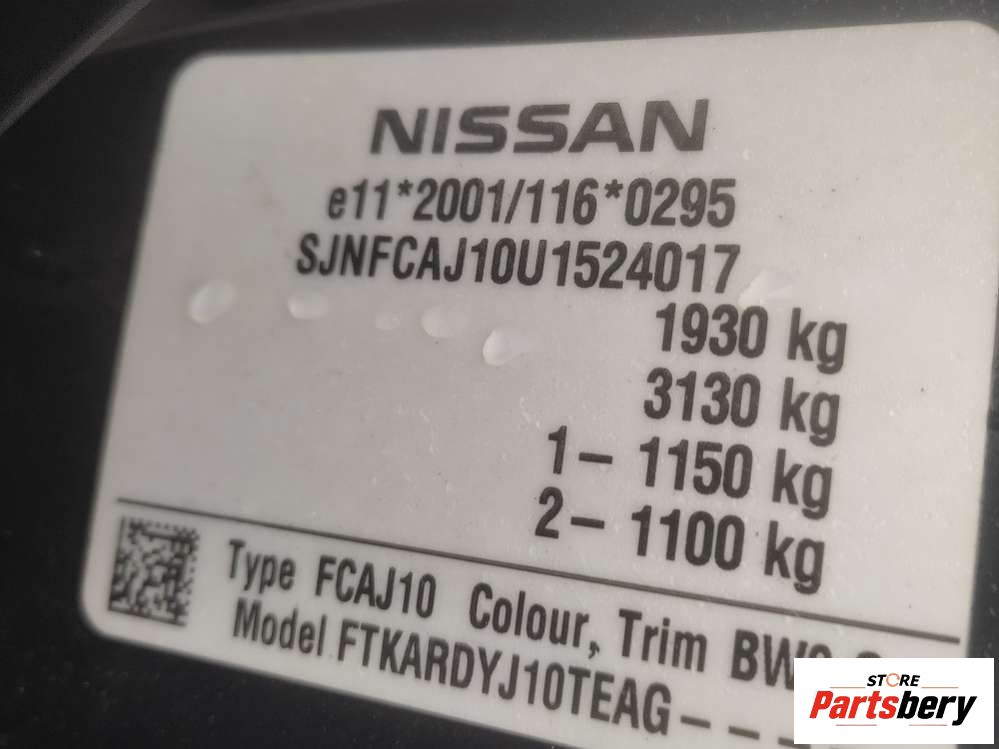 NISSAN
e11*2001/116*0295
SJNFCAJ10U1524017
1930 kg
3130 kg
1– 1150 kg
2– 1100 kg
Type FCAJ10 Colour, Trim
Model FTKARDYJ10TEAG– – –
STORE
Partsbery